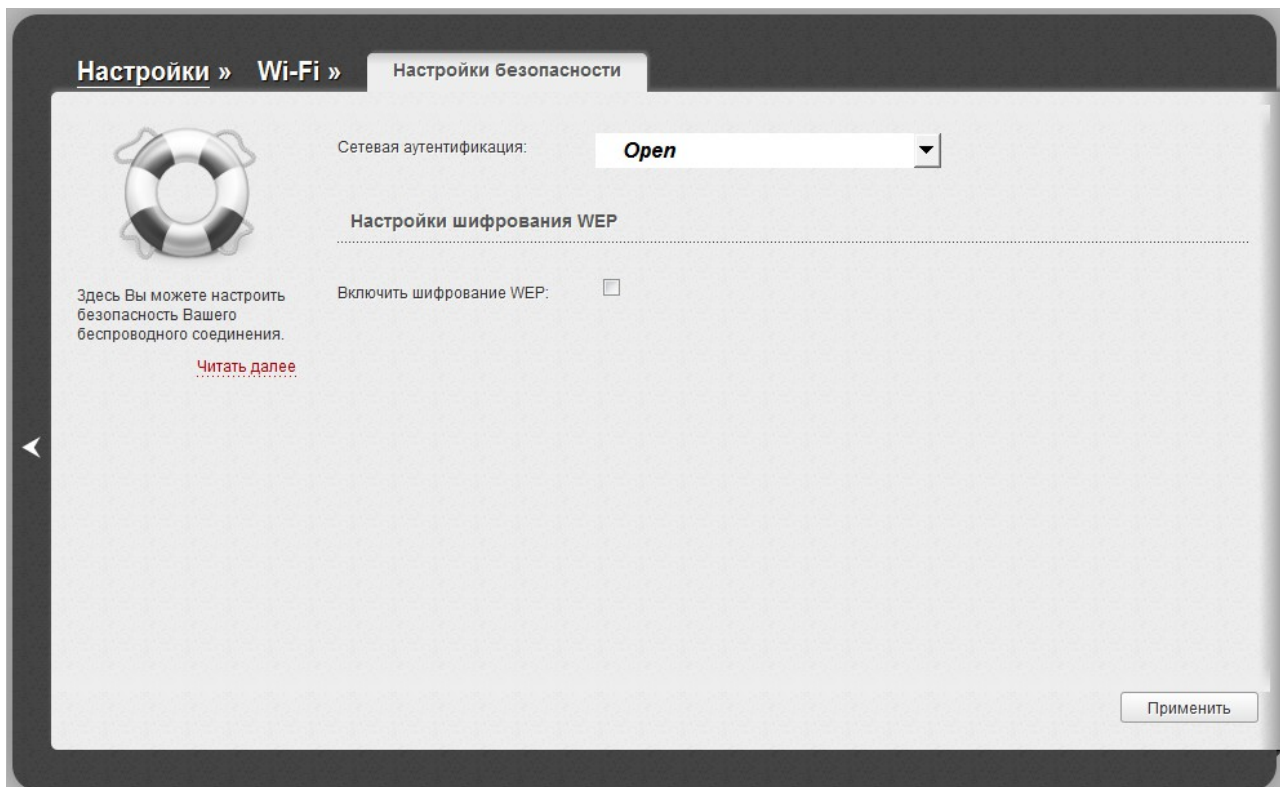 Настройки » Wi-Fi » Настройки безопасности
Сетевая аутентификация: Open
Настройки шифрования WEP
Включить шифрование WEP:
Здесь Вы можете настроить
безопасность Вашего
беспроводного соединения.
Читать далее
Применить